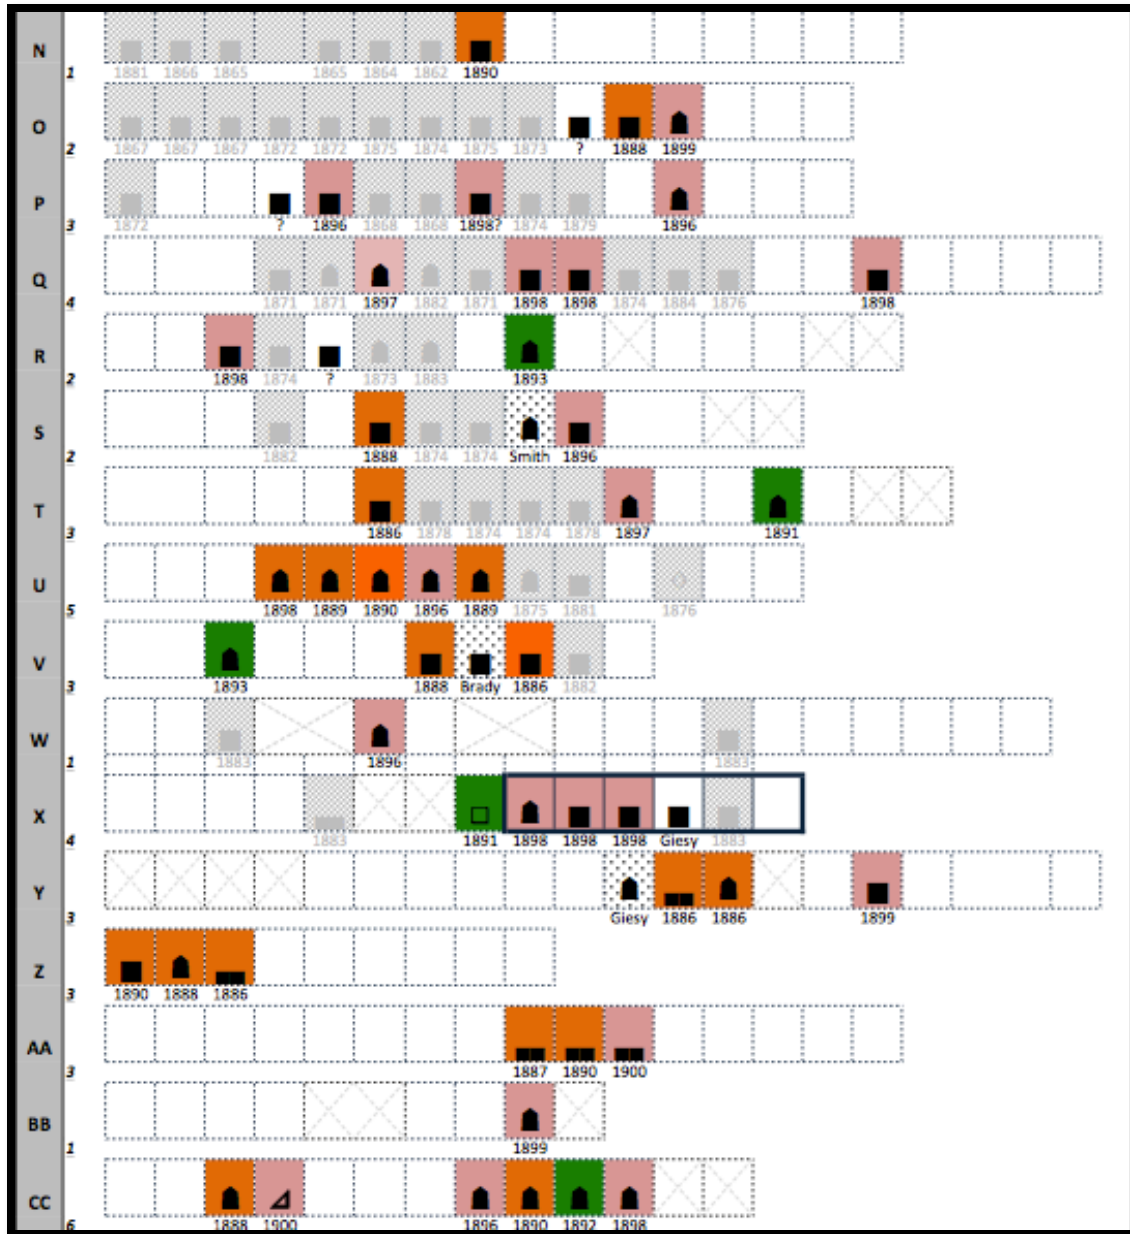 N
1 1881 1866 1865 1865 1864 1862 1890
O
2 1867 1867 1867 1872 1872 1875 1874 1875 1873 ? 1888 1899
P
3 1872 ? 1896 1868 1868 1898? 1874 1879 1896
Q
4 1871 1871 1897 1882 1871 1898 1898 1874 1884 1876 1898
R
2 1898 1874 ? 1873 1883 1893
S
2 1882 1888 1874 1874 Smith 1896
T
3 1886 1878 1874 1874 1878 1897 1891
U
5 1898 1889 1890 1896 1889 1875 1881 1876
V
3 1893 1888 Brady 1886 1882
W
1 1883 1896 1883
X
4 1883 1891 1898 1898 1898 Giesy 1883
Y
3 Giesy 1886 1886 1899
Z
3 1890 1888 1886
AA
3 1887 1890 1900
BB
1 1899
CC
6 1888 1900 1896 1890 1892 1898